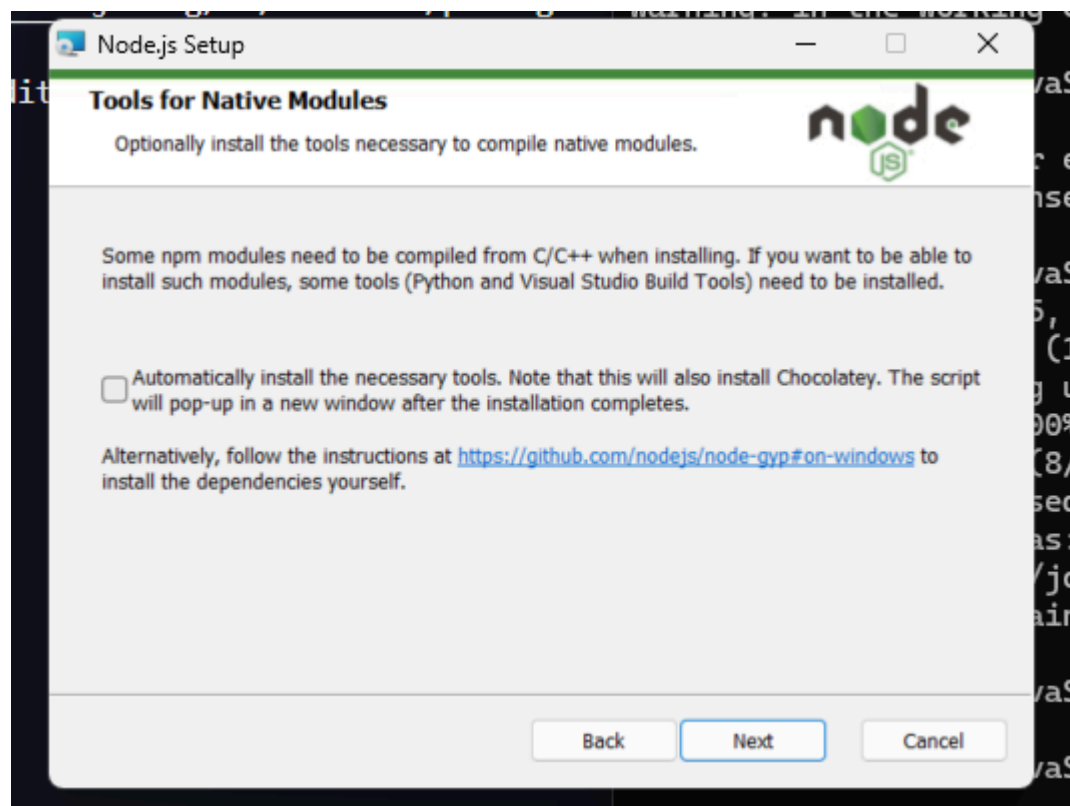 Node.js Setup
Tools for Native Modules
Optionally install the tools necessary to compile native modules.
node
JS
Some npm modules need to be compiled from C/C++ when installing. If you want to be able to
install such modules, some tools (Python and Visual Studio Build Tools) need to be installed.
Automatically install the necessary tools. Note that this will also install Chocolatey. The script
will pop-up in a new window after the installation completes.
Alternatively, follow the instructions at https://github.com/nodejs/node-gyp#on-windows to
install the dependencies yourself.
Back Next Cancel